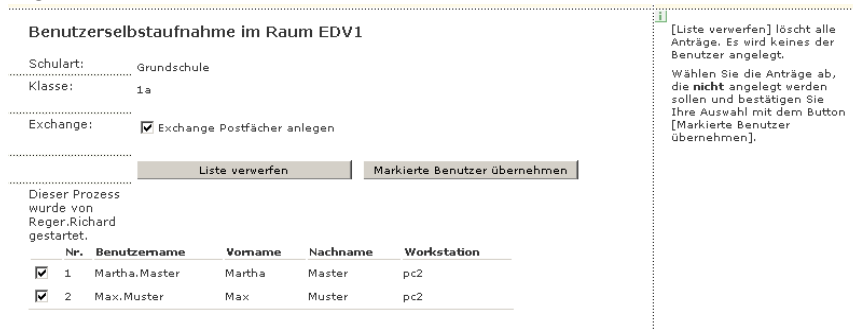 Benutzerselbstaufnahme im Raum EDV1
Schulart: Grundschule
Klasse: 1a
Exchange: Exchange Postfächer anlegen
Liste verwerfen Markierte Benutzer übernehmen
Dieser Prozess
wurde von
Reger.Richard
gestartet.
Nr. Benutzername Vorname Nachname Workstation
1 Martha.Master Martha Master pc2
2 Max.Muster Max Muster pc2
[Liste verwerfen] löscht alle
Anträge. Es wird keines der
Benutzer angelegt.
Wählen Sie die Anträge ab,
die nicht angelegt werden
sollen und bestätigen Sie
Ihre Auswahl mit dem Button
[Markierte Benutzer
übernehmen].